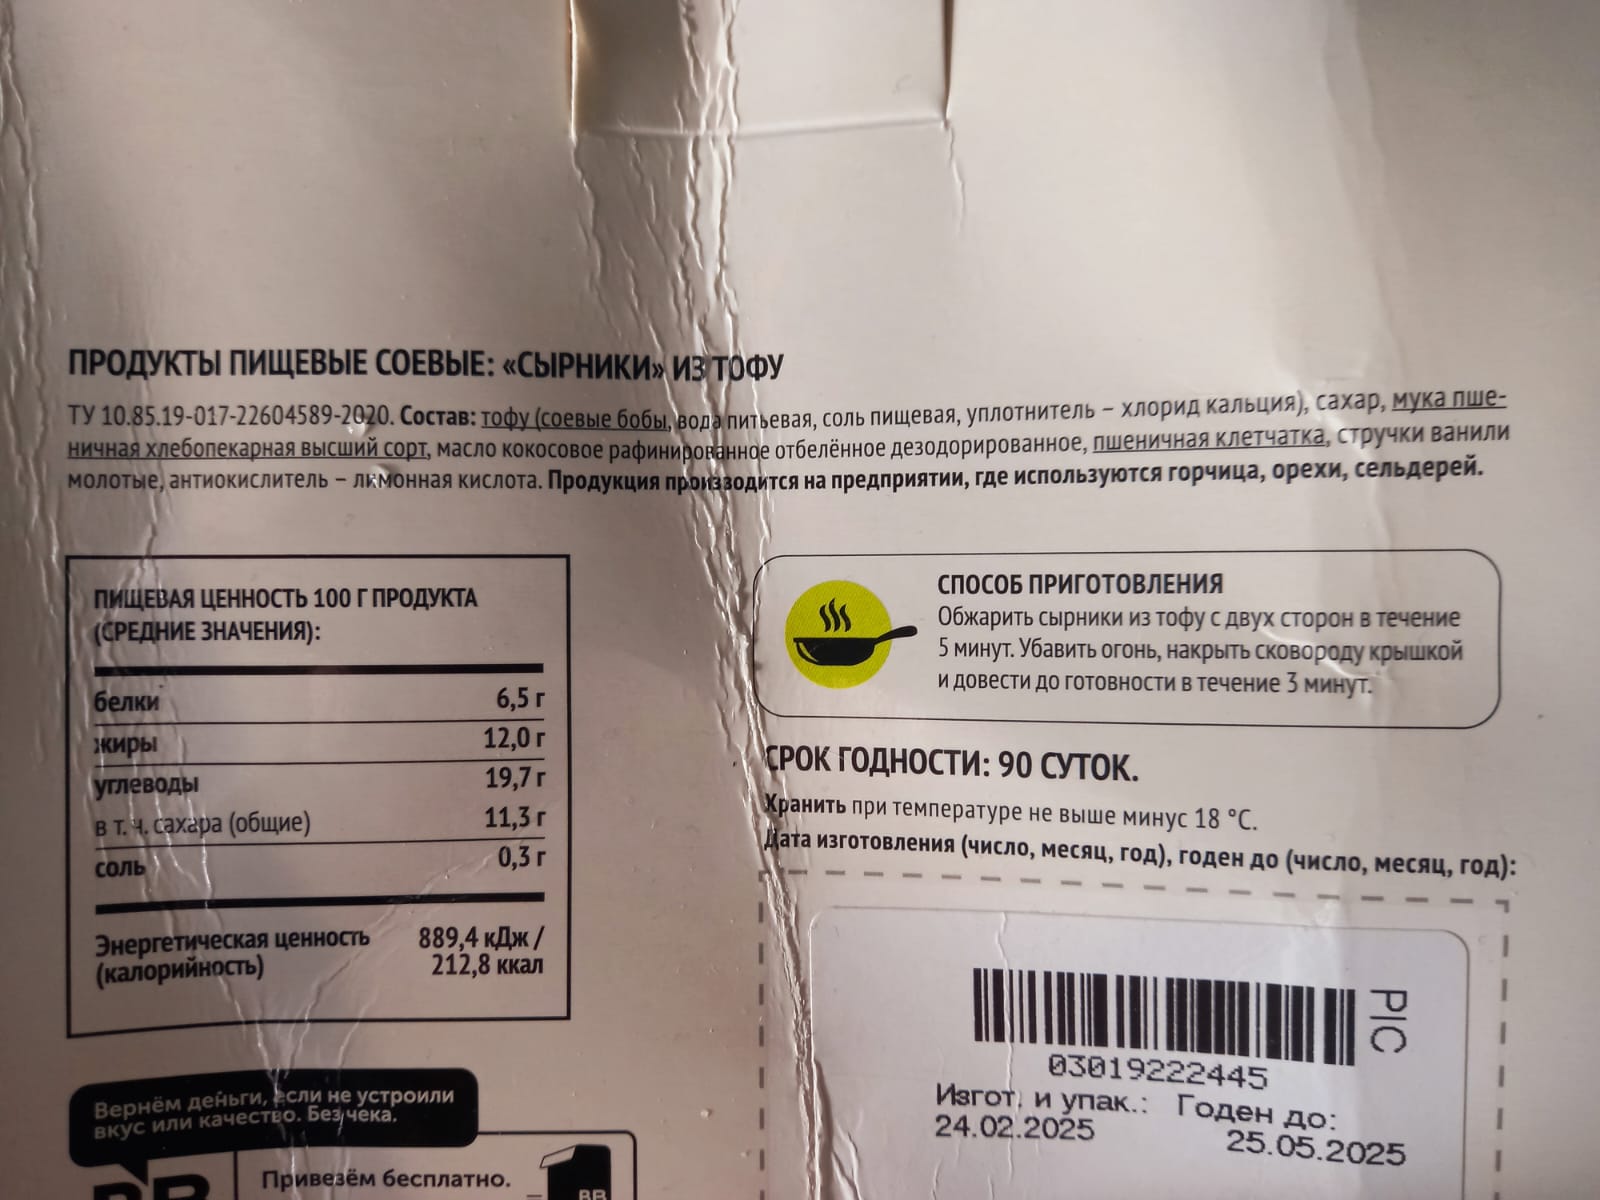 ПРОДУКТЫ ПИЩЕВЫЕ СОЕВЫЕ: «СЫРНИКИ» ИЗ ТОФУ
ТУ 10.85.19-017-22604589-2020. Состав: тофу (соевые бобы, вода питьевая, соль пищевая, уплотнитель – хлорид кальция), сахар, мука пше-
ничная хлебопекарная высший сорт, масло кокосовое рафинированное отбелённое дезодорированное, пшеничная клетчатка, стручки ванили
молотые, антиокислитель – лимонная кислота. Продукция производится на предприятии, где используются горчица, орехи, сельдерей.
ПИЩЕВАЯ ЦЕННОСТЬ 100 Г ПРОДУКТА
(СРЕДНИЕ ЗНАЧЕНИЯ):
белки 6,5 г
жиры 12,0 г
углеводы 19,7 г
в т. ч. сахара (общие) 11,3 г
соль 0,3 г
Энергетическая ценность 889,4 кДж /
(калорийность) 212,8 ккал
СПОСОБ ПРИГОТОВЛЕНИЯ
Обжарить сырники из тофу с двух сторон в течение
5 минут. Убавить огонь, накрыть сковороду крышкой
и довести до готовности в течение 3 минут.
СРОК ГОДНОСТИ: 90 СУТОК.
Хранить при температуре не выше минус 18 °C.
Дата изготовления (число, месяц, год), годен до (число, месяц, год):
PIC
03019222445
Изгот. и упак.: Годен до:
24.02.2025 25.05.2025
Вернём деньги, если не устроили
вкус или качество. Без чека.
Привезём бесплатно.
ВВ